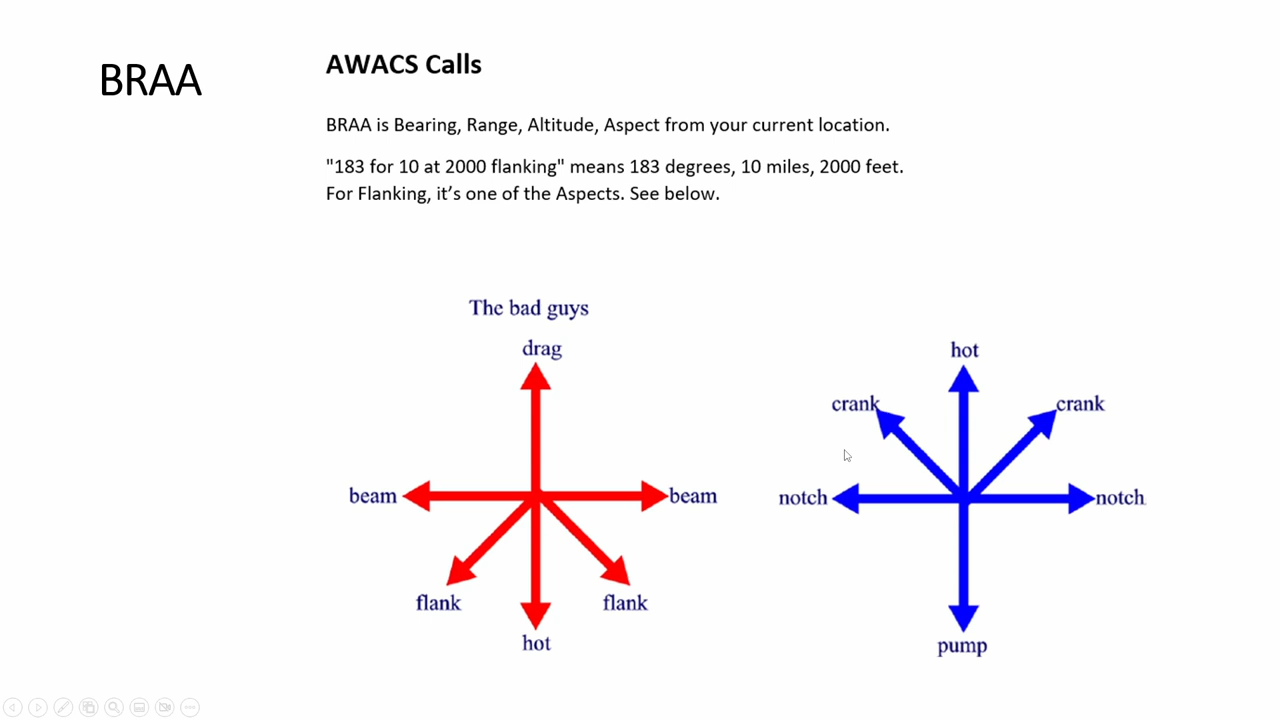 BRAA
AWACS Calls
BRAA is Bearing, Range, Altitude, Aspect from your current location.
"183 for 10 at 2000 flanking" means 183 degrees, 10 miles, 2000 feet.
For Flanking, it’s one of the Aspects. See below.
The bad guys
drag
beam
beam
flank
flank
hot
hot
crank
crank
notch
notch
pump